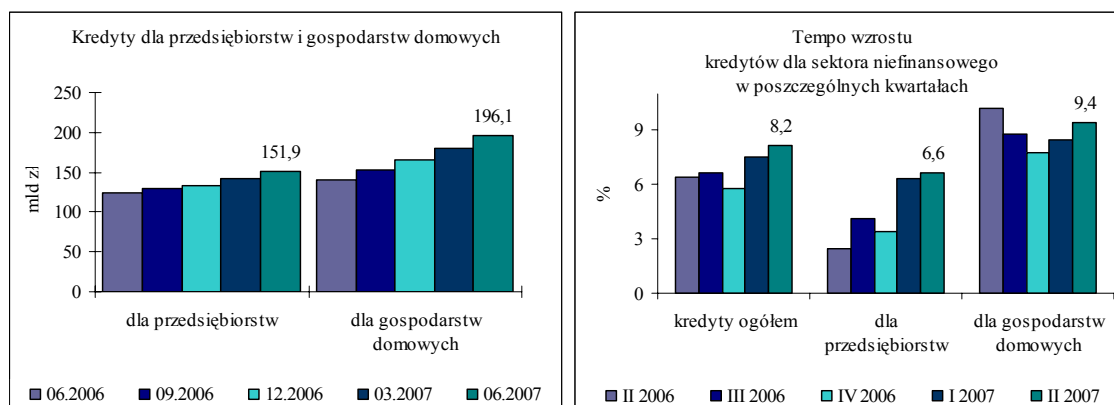 Kredyty dla przedsiębiorstw i gospodarstw domowych
250
200
150
100
50
0
mld zł
151,9
196,1
dla przedsiębiorstw
dla gospodarstw
domowych
06.2006 09.2006 12.2006 03.2007 06.2007
Tempo wzrostu
kredytów dla sektora niefinansowego
w poszczególnych kwartałach
9
6
3
0
%
8,2
6,6
9,4
kredyty ogółem
dla
przedsiębiorstw
dla gospodarstw
domowych
II 2006 III 2006 IV 2006 I 2007 II 2007